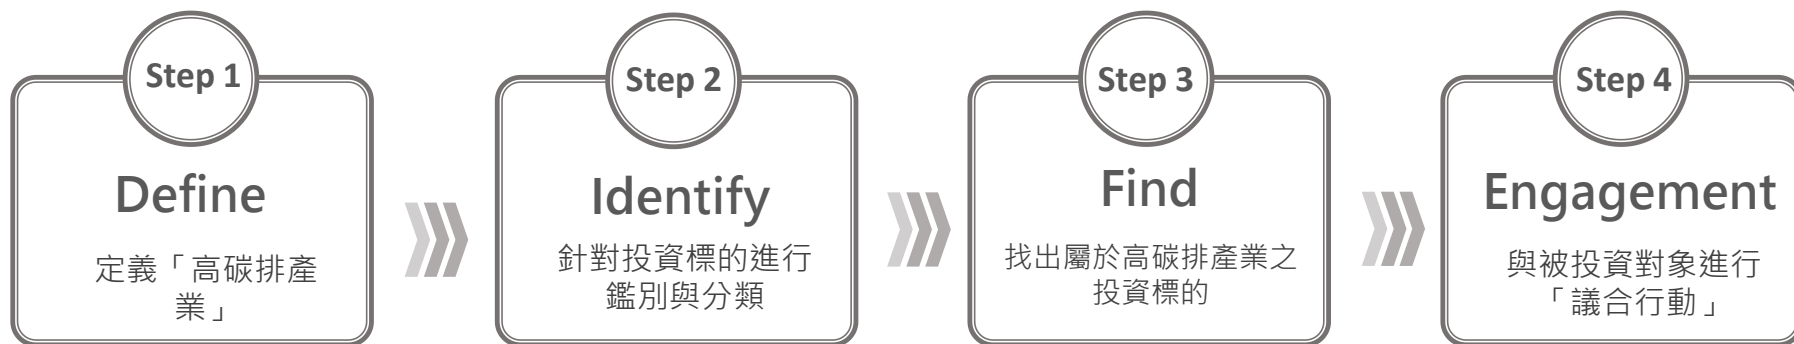 Step 1
Define
定義「高碳排產
業」
Step 2
Identify
針對投資標的進行
鑑別與分類
Step 3
Find
找出屬於高碳排產業之
投資標的
Step 4
Engagement
與被投資對象進行
「議合行動」